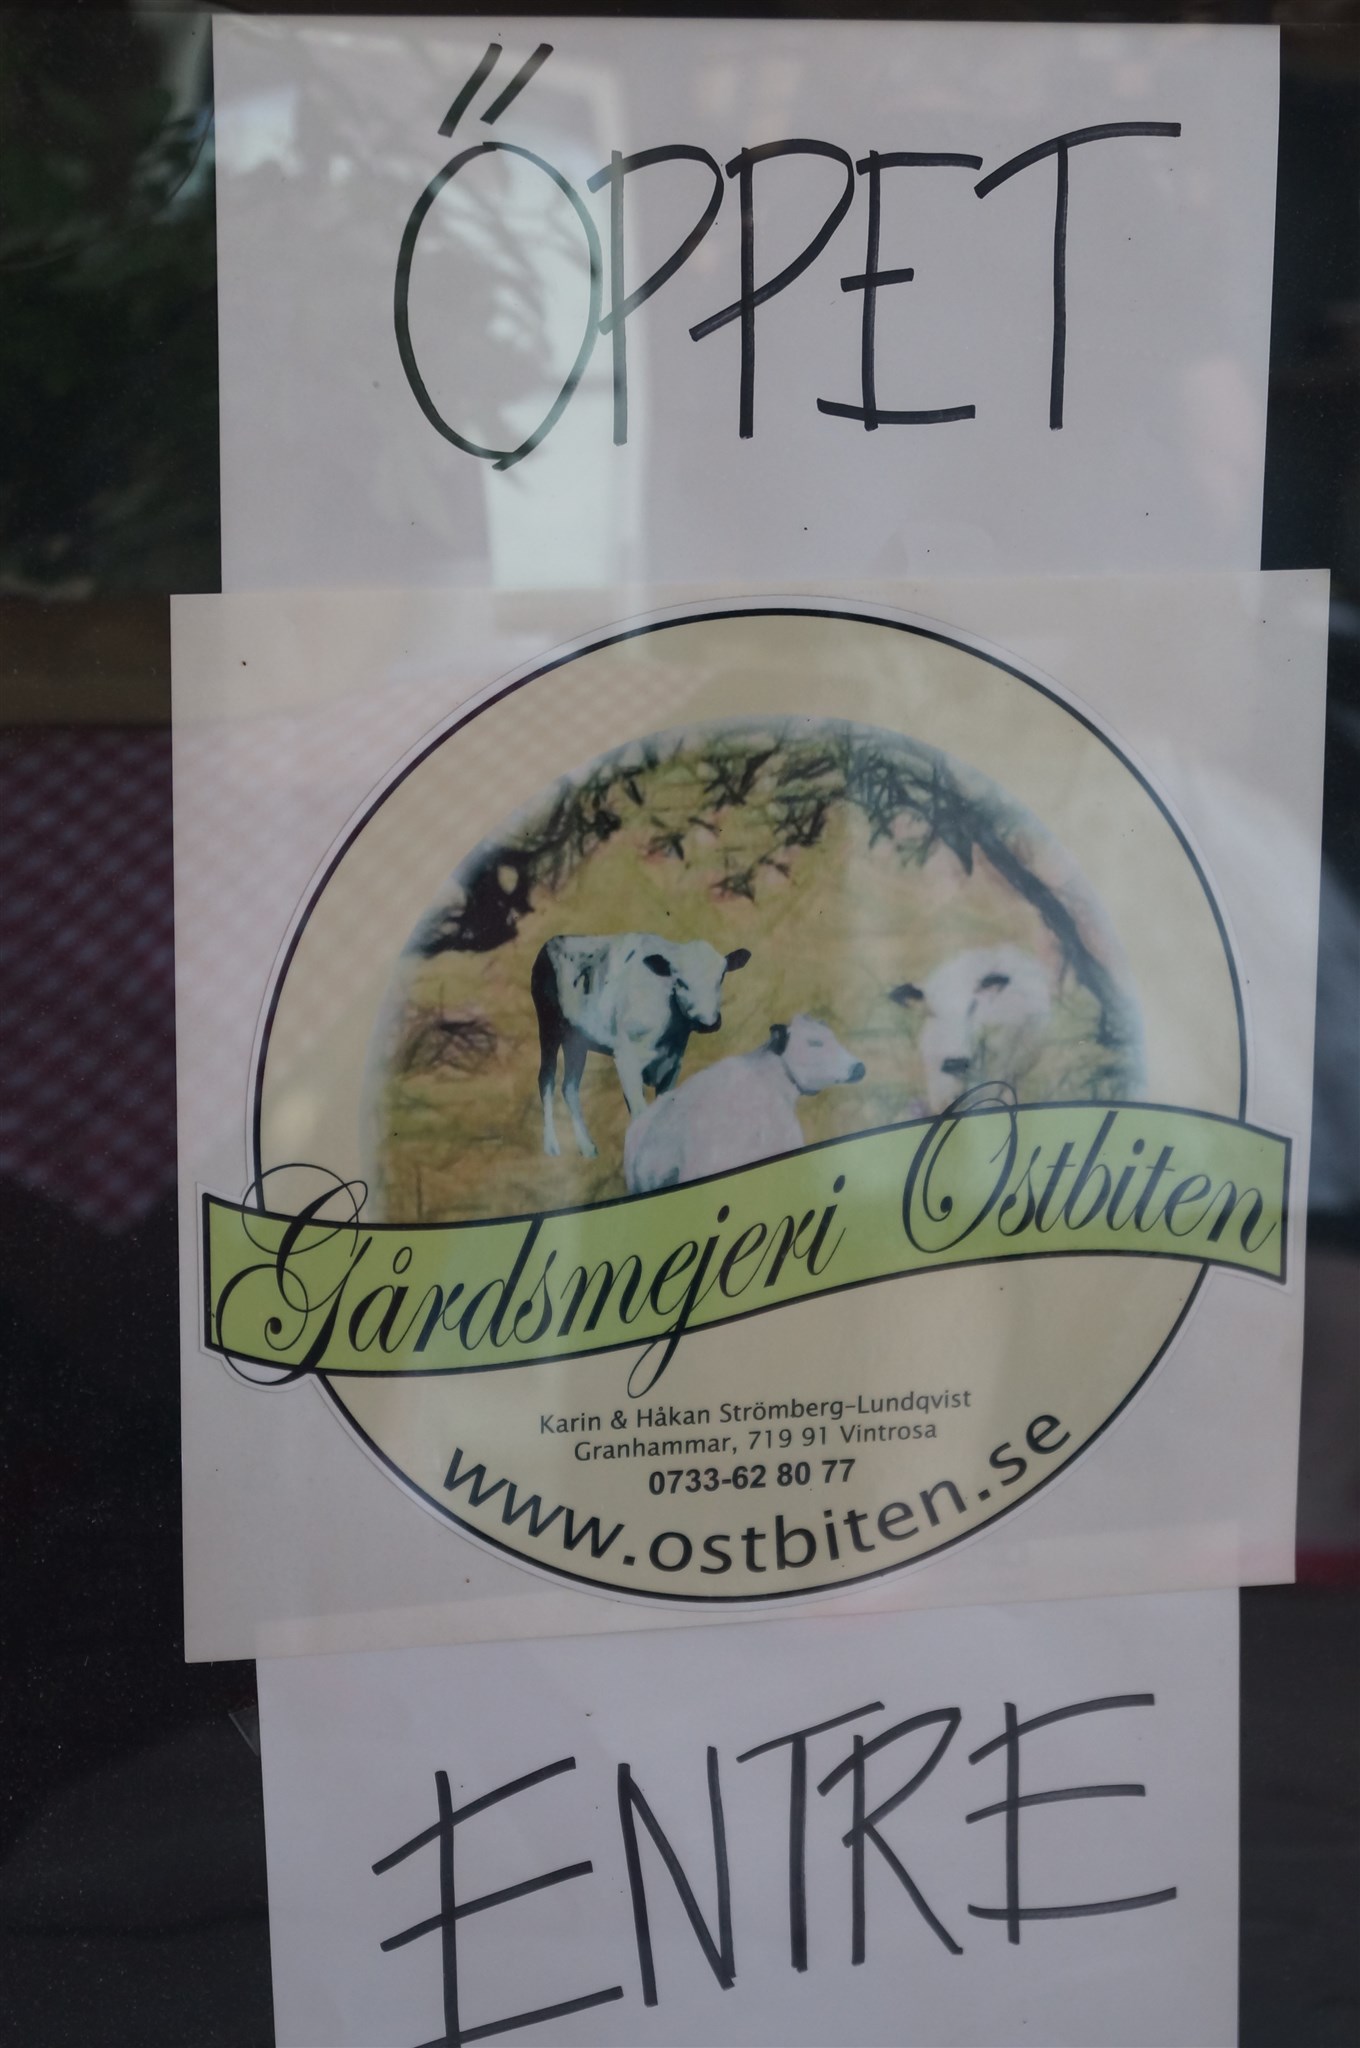 ÖPPET
Gårdsmejeri Ostbiten
Karin & Håkan Strömberg-Lundqvist
Granhammar, 719 91 Vintrosa
0733-62 80 77
www.ostbiten.se
ENTRE